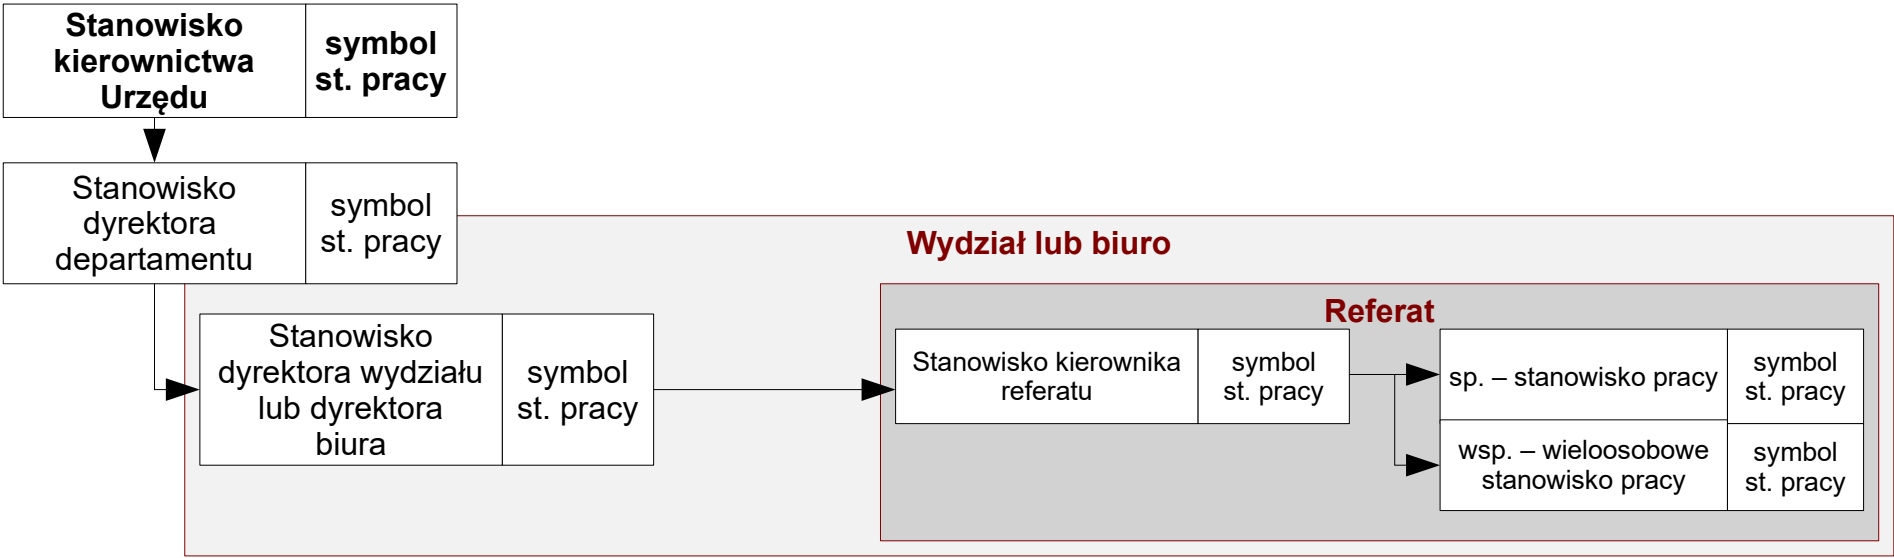 Stanowisko
kierownictwa
Urzędu
symbol
st. pracy
Stanowisko
dyrektora
departamentu
symbol
st. pracy
Wydział lub biuro
Stanowisko
dyrektora wydziału
lub dyrektora
biura
symbol
st. pracy
Referat
Stanowisko kierownika
referatu
symbol
st. pracy
sp. – stanowisko pracy
symbol
st. pracy
wsp. – wieloosobowe
stanowisko pracy
symbol
st. pracy